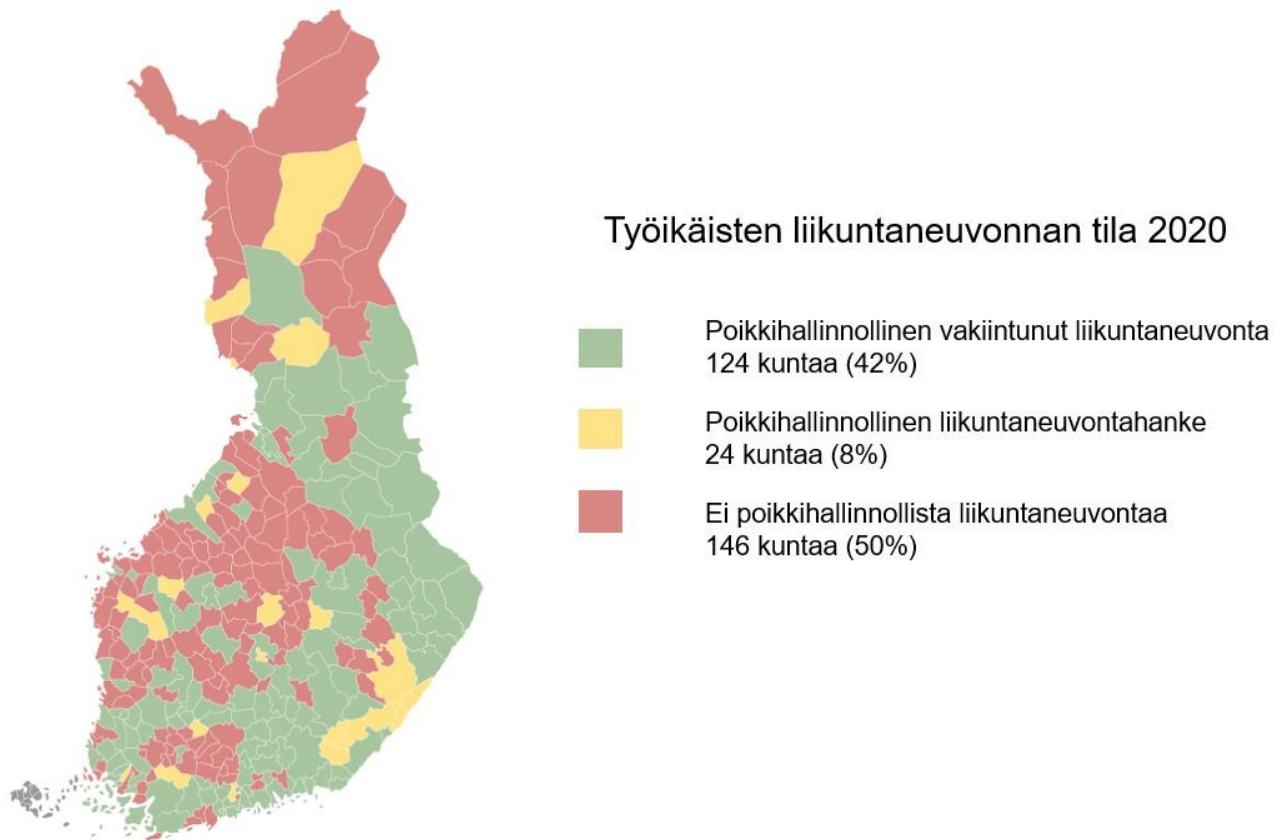 Työikäisten liikuntaneuvonnan tila 2020
Poikkihallinnollinen vakiintunut liikuntaneuvonta
124 kuntaa (42%)
Poikkihallinnollinen liikuntaneuvontahanke
24 kuntaa (8%)
Ei poikkihallinnollista liikuntaneuvontaa
146 kuntaa (50%)